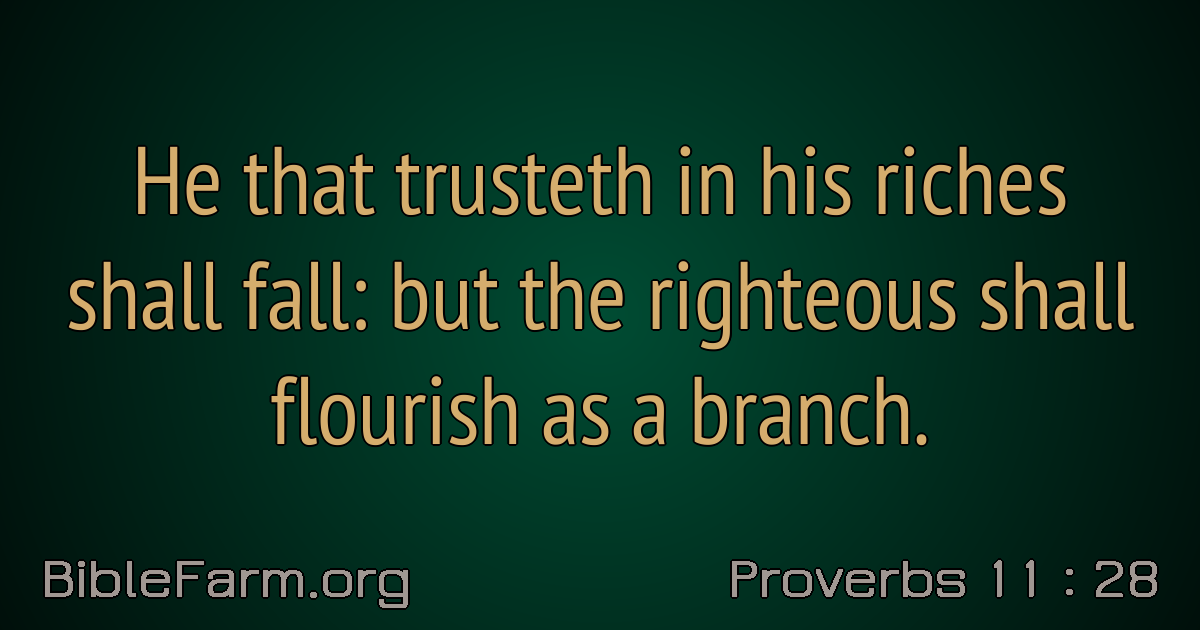 He that trusteth in his riches
shall fall: but the righteous shall
flourish as a branch.
BibleFarm.org
Proverbs 11 : 28